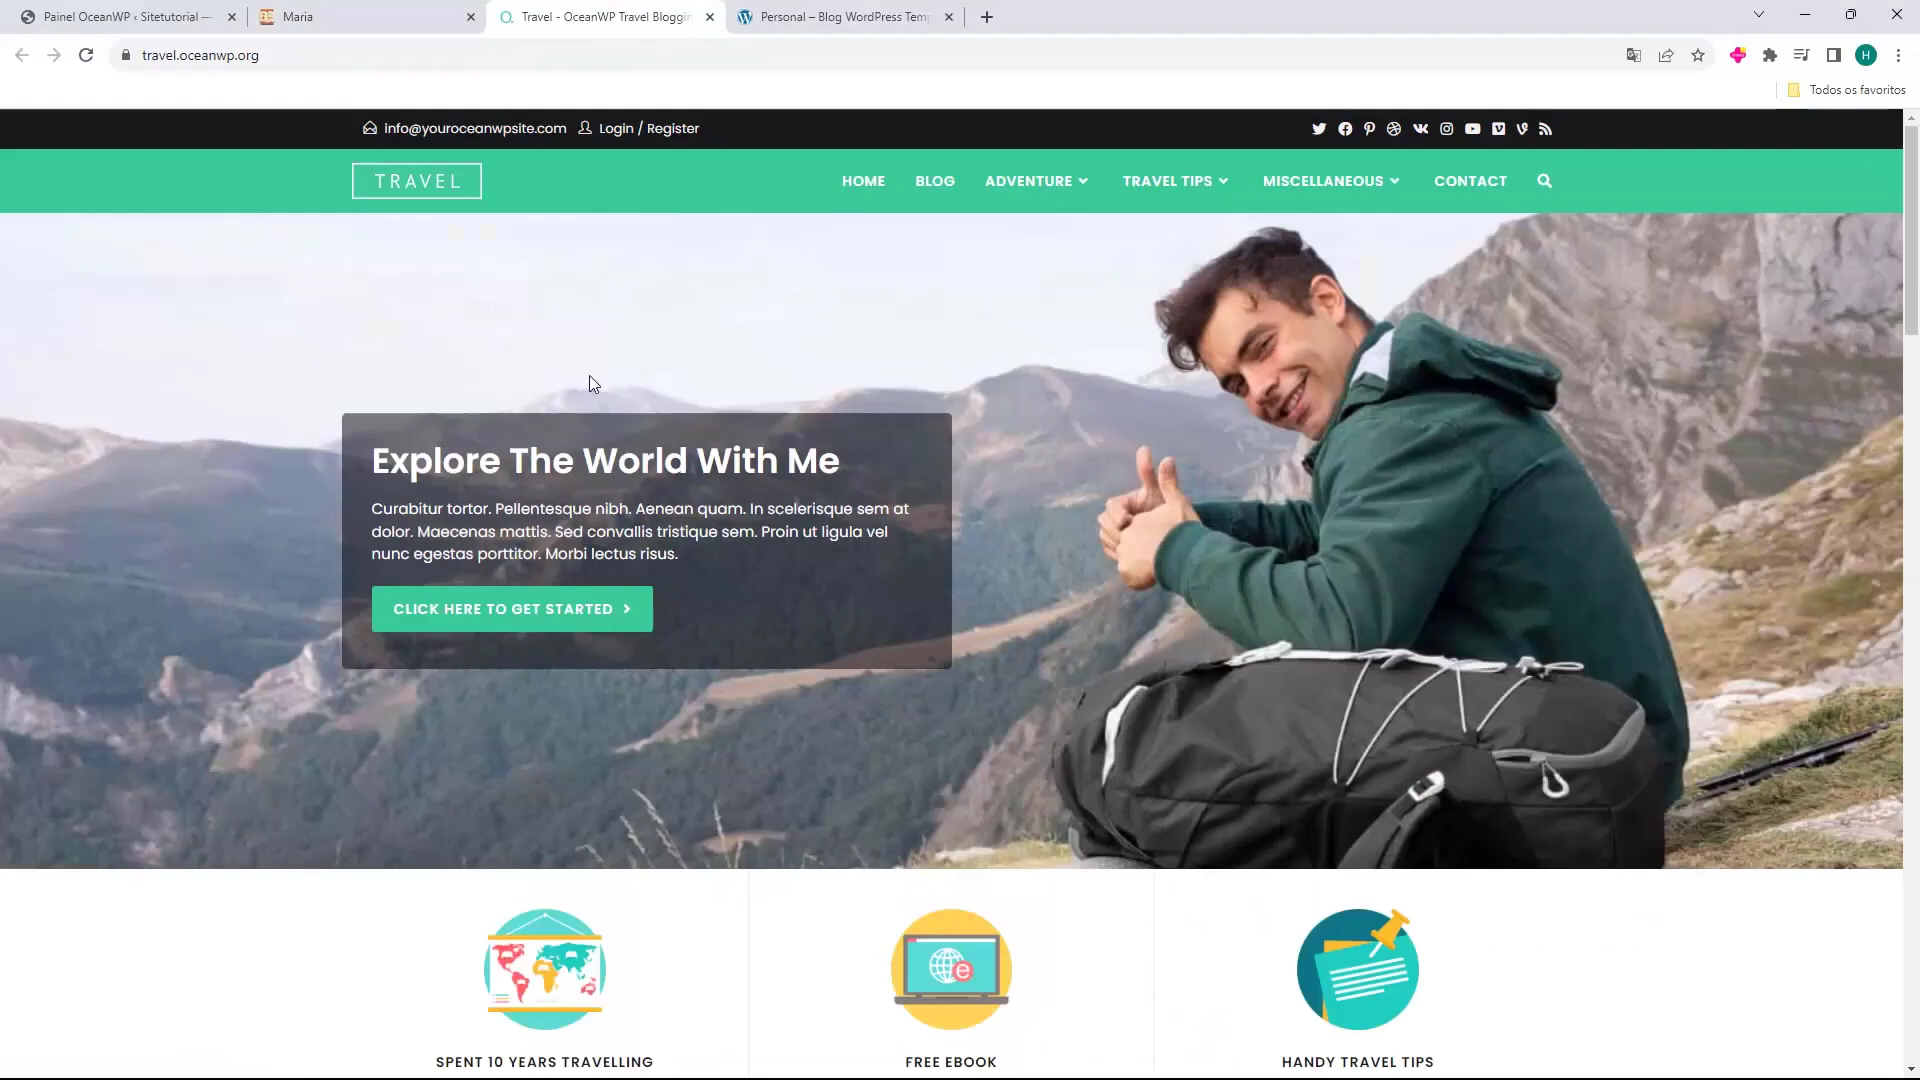 Painel OceanWP ‹ Sitetutorial —
Maria
Travel - OceanWP Travel Bloggin
Personal – Blog WordPress Temp
travel.oceanwp.org
H
Todos os favoritos
info@youroceanwpsite.com Login / Register
TRAVEL
HOME BLOG ADVENTURE TRAVEL TIPS MISCELLANEOUS CONTACT
Explore The World With Me
Curabitur tortor. Pellentesque nibh. Aenean quam. In scelerisque sem at
dolor. Maecenas mattis. Sed convallis tristique sem. Proin ut ligula vel
nunc egestas porttitor. Morbi lectus risus.
CLICK HERE TO GET STARTED
SPENT 10 YEARS TRAVELLING
FREE EBOOK
HANDY TRAVEL TIPS